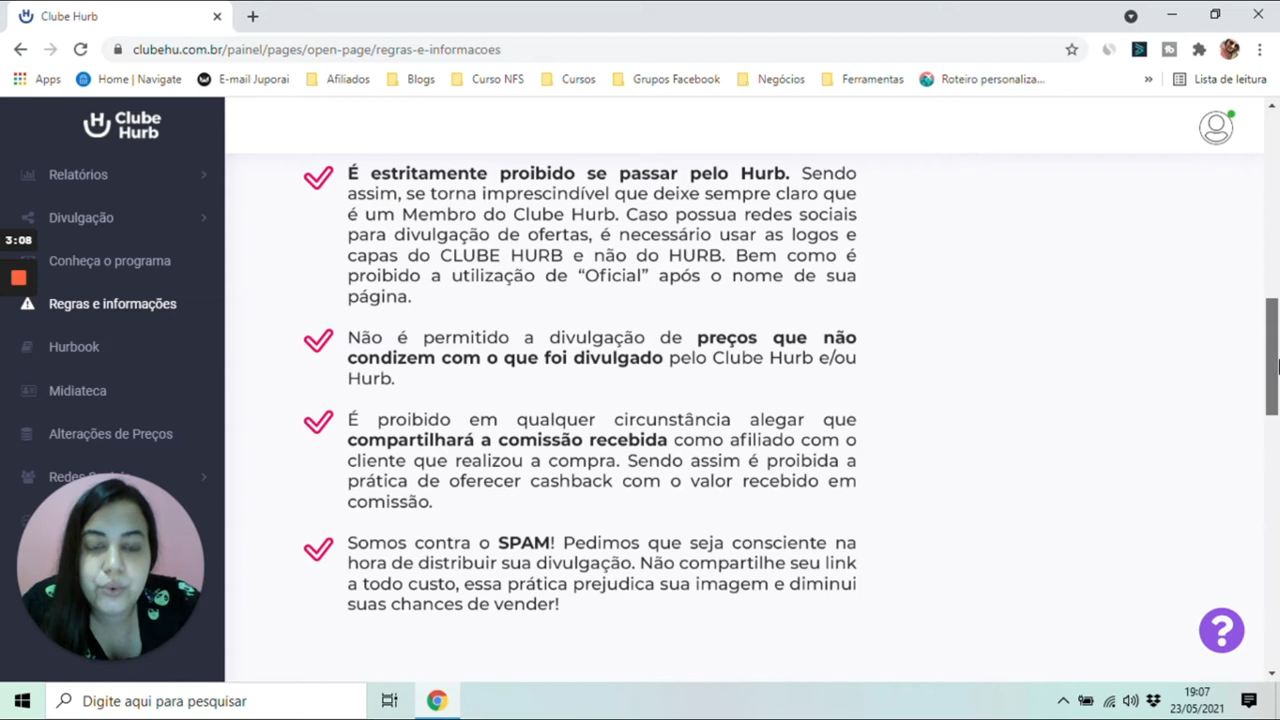 Clube Hurb
clubehu.com.br/painel/pages/open-page/regras-e-informacoes
Apps
Home | Navigate
E-mail Juporai
Afiliados
Blogs
Curso NFS
Cursos
Grupos Facebook
Negócios
Ferramentas
Roteiro personaliza...
»
Lista de leitura
Clube
Hurb
Relatórios
Divulgação
3:08
Conheça o programa
Regras e informações
Hurbook
Midiateca
Alterações de Preços
É estritamente proibido se passar pelo Hurb. Sendo
assim, se torna imprescindível que deixe sempre claro que
é um Membro do Clube Hurb. Caso possua redes sociais
para divulgação de ofertas, é necessário usar as logos e
capas do CLUBE HURB e não do HURB. Bem como é
proibido a utilização de “Oficial” após o nome de sua
página.
Não é permitido a divulgação de preços que não
condizem com o que foi divulgado pelo Clube Hurb e/ou
Hurb.
É proibido em qualquer circunstância alegar que
compartilhará a comissão recebida como afiliado com o
cliente que realizou a compra. Sendo assim é proibida a
prática de oferecer cashback com o valor recebido em
comissão.
Somos contra o SPAM! Pedimos que seja consciente na
hora de distribuir sua divulgação. Não compartilhe seu link
a todo custo, essa prática prejudica sua imagem e diminui
suas chances de vender!
?
Digite aqui para pesquisar
19:07
23/05/2021